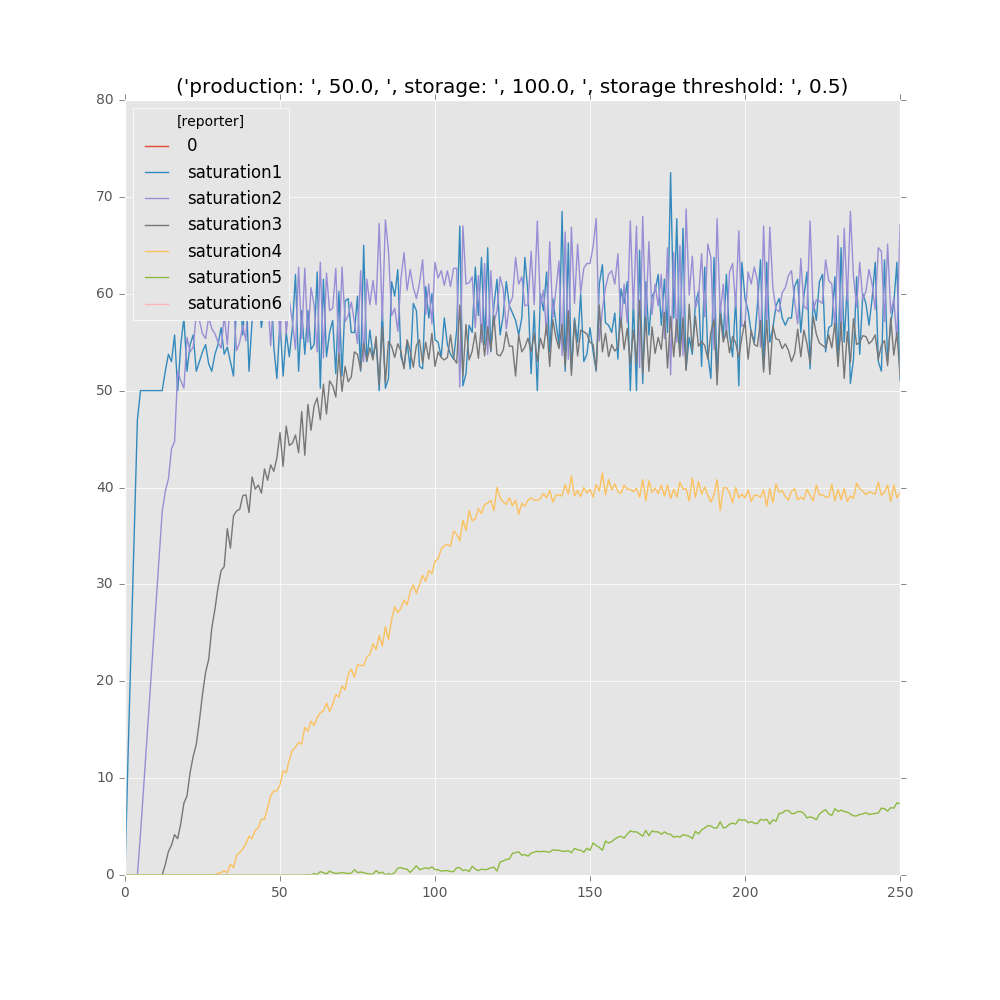 ('production: ', 50.0, ', storage: ', 100.0, ', storage threshold: ', 0.5)
80
70
60
50
40
30
20
10
0
[reporter]
0
saturation1
saturation2
saturation3
saturation4
saturation5
saturation6
0 50 100 150 200 250